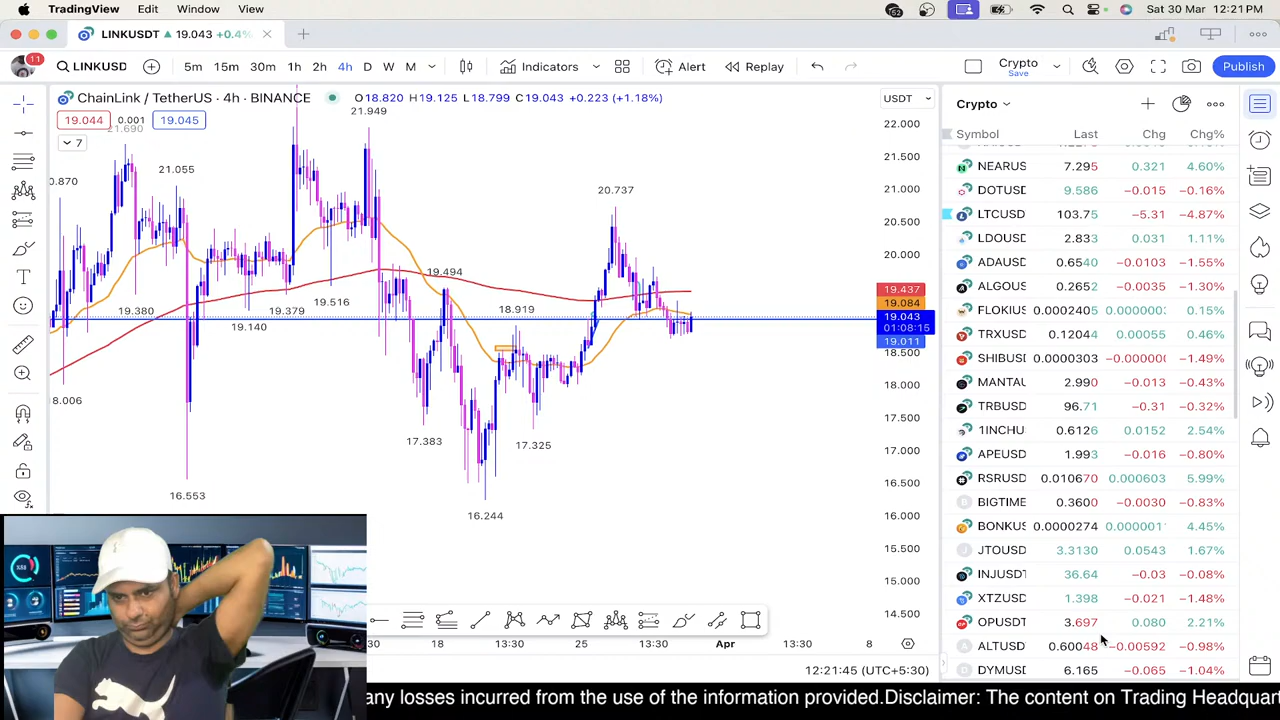 TradingView Edit Window View
Sat 30 Mar 12:21 PM
LINKUSDT ▲ 19.043 +0.4%
11
LINKUSD
5m 15m 30m 1h 2h 4h D W M
Indicators
Alert
Replay
Crypto
Save
Publish
ChainLink / TetherUS · 4h · BINANCE O18.820 H19.125 L18.799 C19.043 +0.223 (+1.18%)
19.044 0.001 19.045
7
21.690
21.949
0.870
21.055
20.737
19.494
19.380
19.516
19.379
19.140
18.919
8.006
17.383
17.325
16.553
16.244
USDT
22.000
21.500
21.000
20.500
20.000
19.437
19.084
19.043
01:08:15
19.011
18.500
18.000
17.500
17.000
16.500
16.000
15.500
15.000
14.500
18 13:30 25 13:30 Apr 13:30 8
12:21:45 (UTC+5:30)
Crypto
Symbol Last Chg Chg%
NEARUS 7.295 0.321 4.60%
DOTUSD 9.586 −0.015 −0.16%
LTCUSD 103.75 −5.31 −4.87%
LDOUSD 2.833 0.031 1.11%
ADAUSD 0.6540 −0.0103 −1.55%
ALGOUS 0.2652 −0.0035 −1.30%
FLOKIUS 0.0002405 0.0000003 0.15%
TRXUSD 0.12044 0.00055 0.46%
SHIBUSD 0.0000303 −0.000000 −1.49%
MANTAU 2.990 −0.013 −0.43%
TRBUSD 96.71 −0.31 −0.32%
1INCHU 0.6126 0.0152 2.54%
APEUSD 1.993 −0.016 −0.80%
RSRUSD 0.010670 0.000603 5.99%
BIGTIME 0.3600 −0.0030 −0.83%
BONKUS 0.0000274 0.000001 4.45%
JTOUSD 3.3130 0.0543 1.67%
INJUSDT 36.64 −0.03 −0.08%
XTZUSD 1.398 −0.021 −1.48%
OPUSDT 3.697 0.080 2.21%
ALTUSD 0.60048 −0.00592 −0.98%
DYMUSD 6.165 −0.065 −1.04%
any losses incurred from the use of the information provided.Disclaimer: The content on Trading Headquar